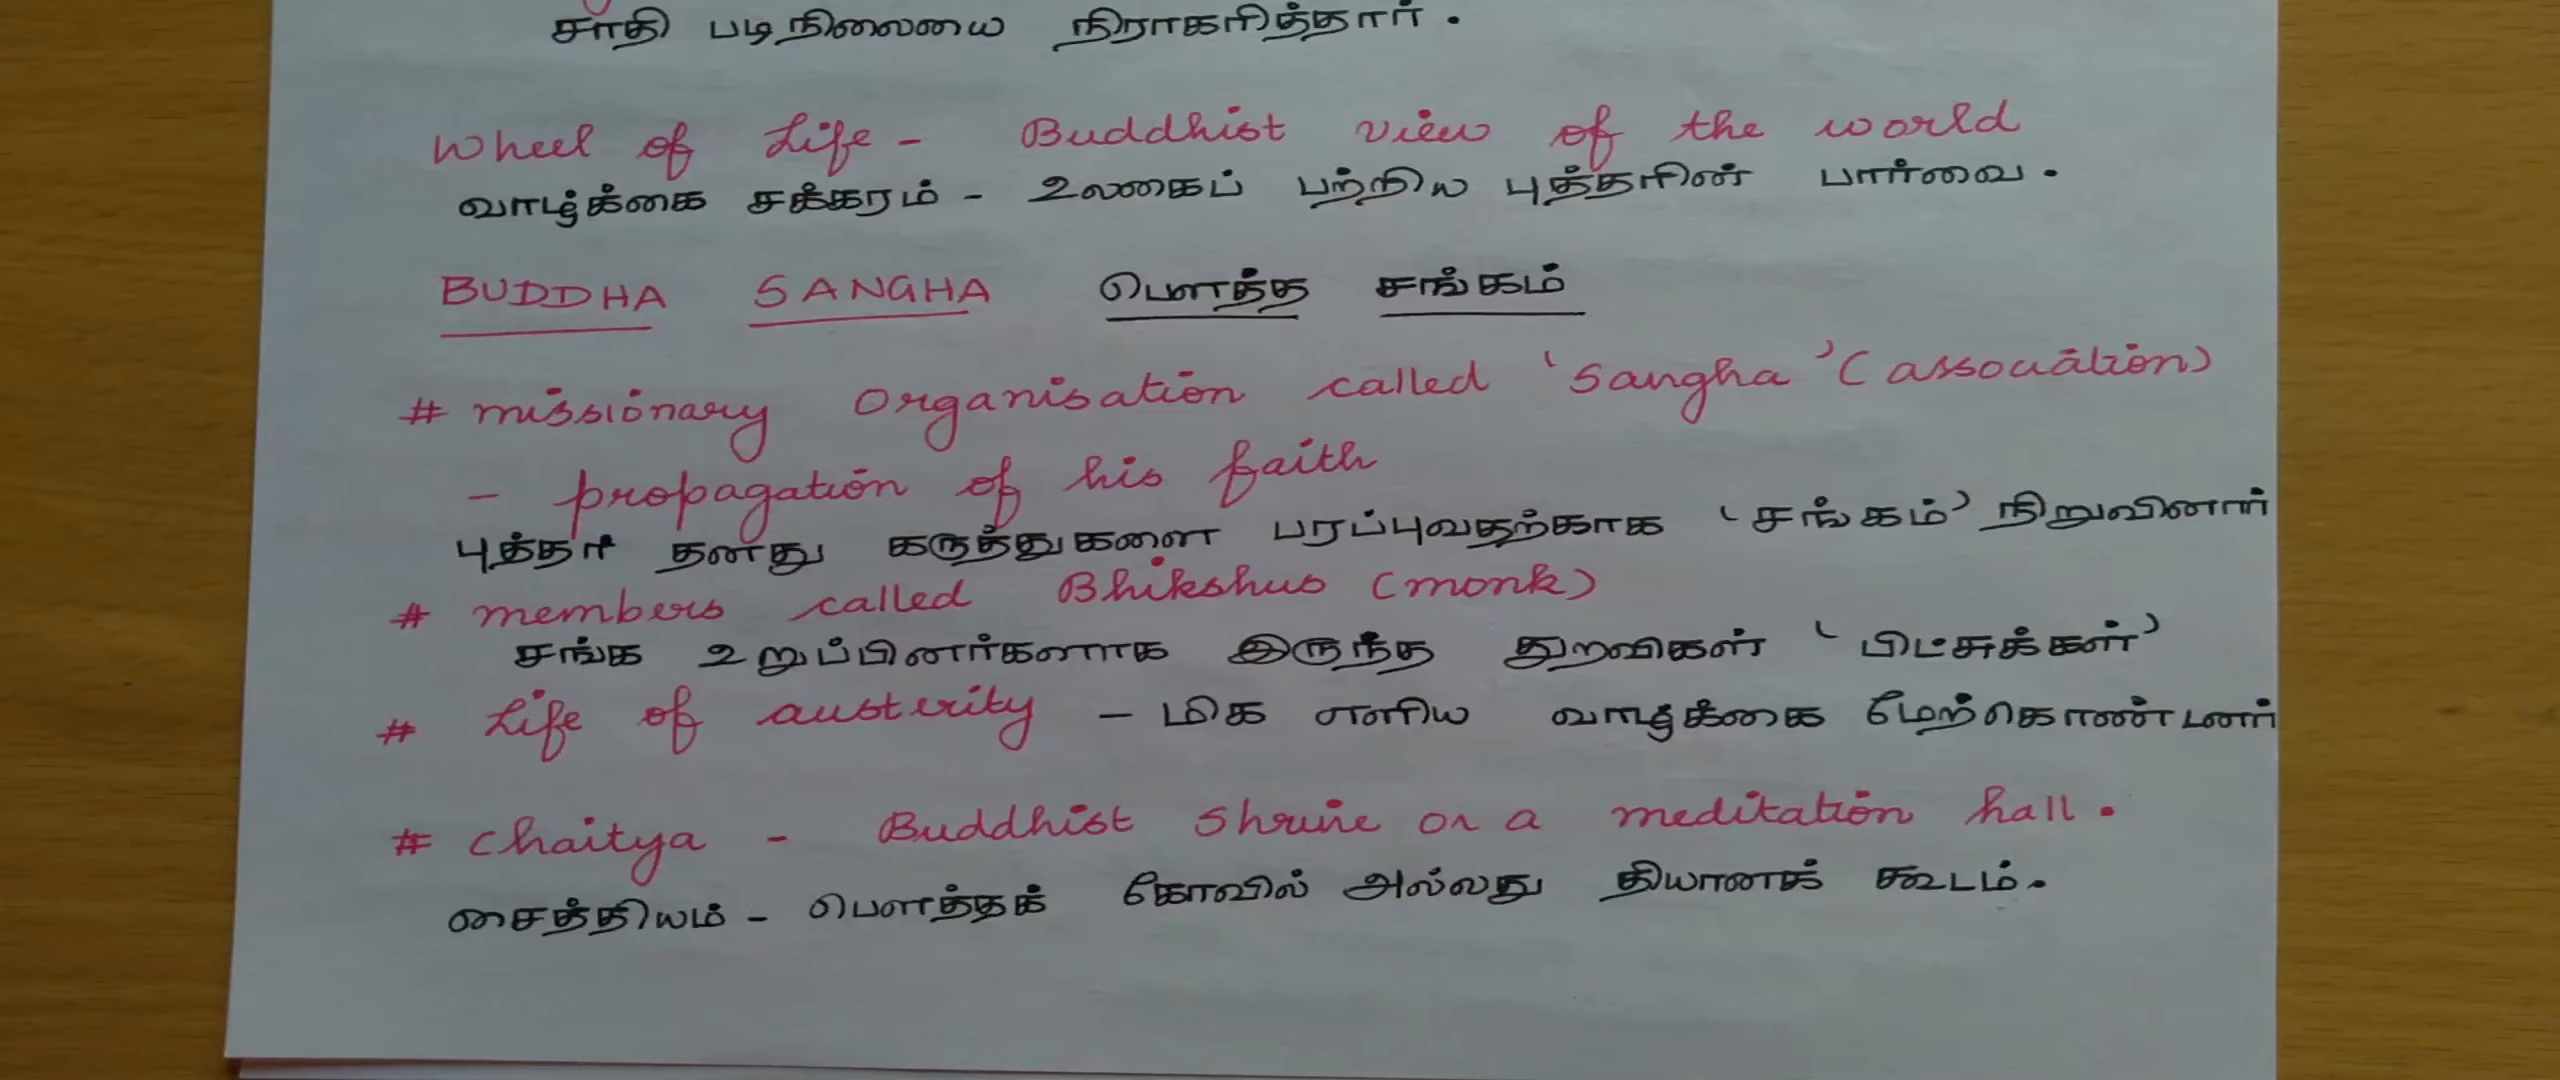 சாதி படிநிலையை நிராகரித்தார்.
Wheel of Life - Buddhist view of the world
வாழ்க்கை சக்கரம் - உலகைப் பற்றிய புத்தரின் பார்வை.
BUDDHA SANGHA பௌத்த சங்கம்
# missionary organisation called 'Sangha' (association)
- propagation of his faith
புத்தர் தனது கருத்துகளை பரப்புவதற்காக 'சங்கம்' நிறுவினார்
# members called Bhikshus (monk)
சங்க உறுப்பினர்களாக இருந்த துறவிகள் 'பிட்சுக்கள்'
# Life of austerity - மிக எளிய வாழ்க்கை மேற்கொண்டனர்
# Chaitya - Buddhist Shrine or a meditation hall.
சைத்தியம் - பௌத்தக் கோவில் அல்லது தியானக் கூடம்.